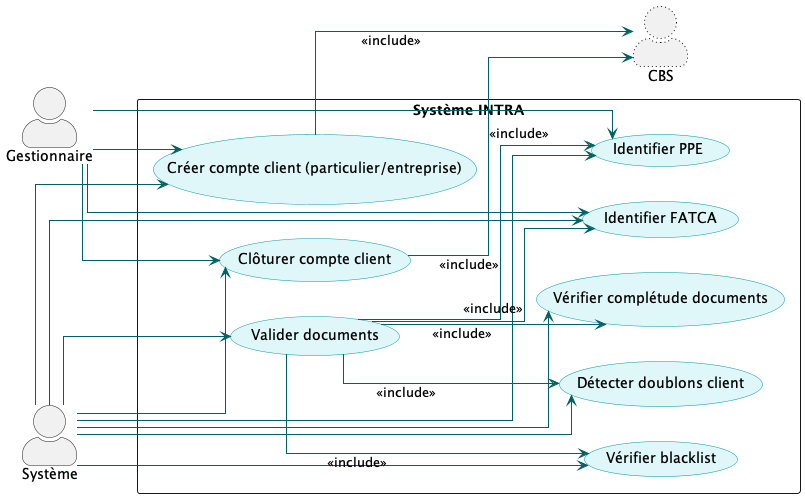 «include»
CBS
Système INTRA
Gestionnaire
«include»
Identifier PPE
Créer compte client (particulier/entreprise)
Identifier FATCA
Clôturer compte client
«include»
Vérifier complétude documents
«include»
Valider documents
«include»
Détecter doublons client
«include»
Vérifier blacklist
«include»
Système